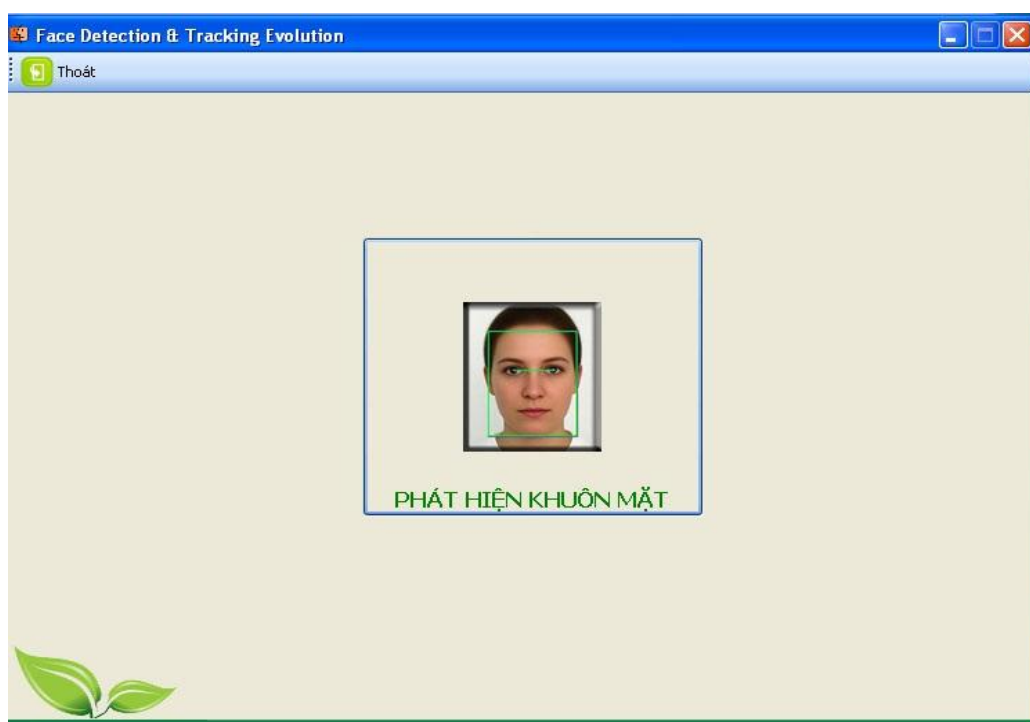 Face Detection & Tracking Evolution
Thoát
PHÁT HIỆN KHUÔN MẶT